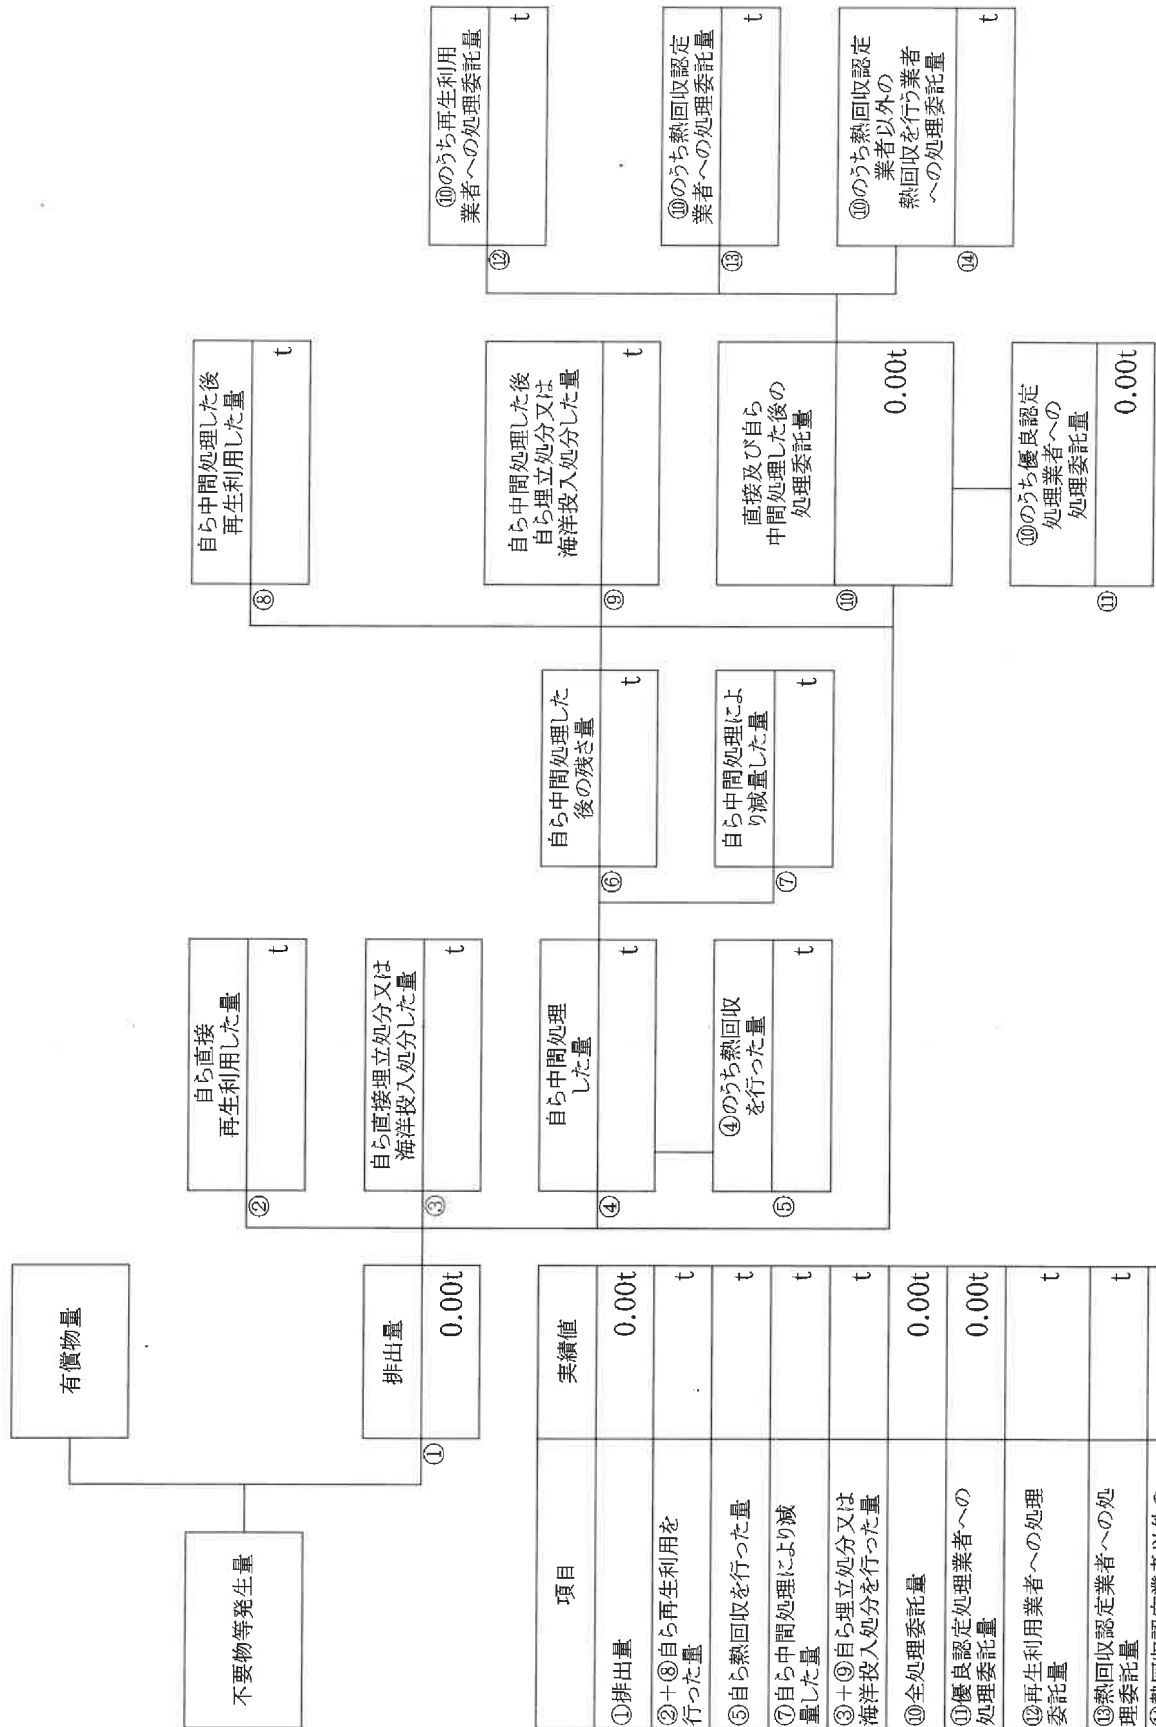 不要物等発生量
有償物量
排出量
①
0.00t
自ら直接
再生利用した量
②
t
自ら直接埋立処分又は
海洋投入処分した量
③
t
自ら中間処理
した量
④
t
④のうち熱回収
を行った量
⑤
t
自ら中間処理した
後の残さ量
⑥
t
自ら中間処理によ
り減量した量
⑦
t
自ら中間処理した後
再生利用した量
⑧
t
自ら中間処理した後
自ら埋立処分又は
海洋投入処分した量
⑨
t
直接及び自ら
中間処理した後の
処理委託量
⑩
0.00t
⑩のうち優良認定
処理業者への
処理委託量
⑪
0.00t
⑩のうち再生利用
業者への処理委託量
⑫
t
⑩のうち熱回収認定
業者への処理委託量
⑬
t
⑩のうち熱回収認定
業者以外の
熱回収を行う業者
への処理委託量
⑭
t
項目 実績値
①排出量 0.00t
②+⑧自ら再生利用を
行った量 t
⑤自ら熱回収を行った量 t
⑦自ら中間処理により減
量した量 t
③+⑨自ら埋立処分又は
海洋投入処分を行った量 t
⑩全処理委託量 0.00t
⑪優良認定処理業者への
処理委託量 0.00t
⑫再生利用業者への処理
委託量 t
⑬熱回収認定業者への処
理委託量 t